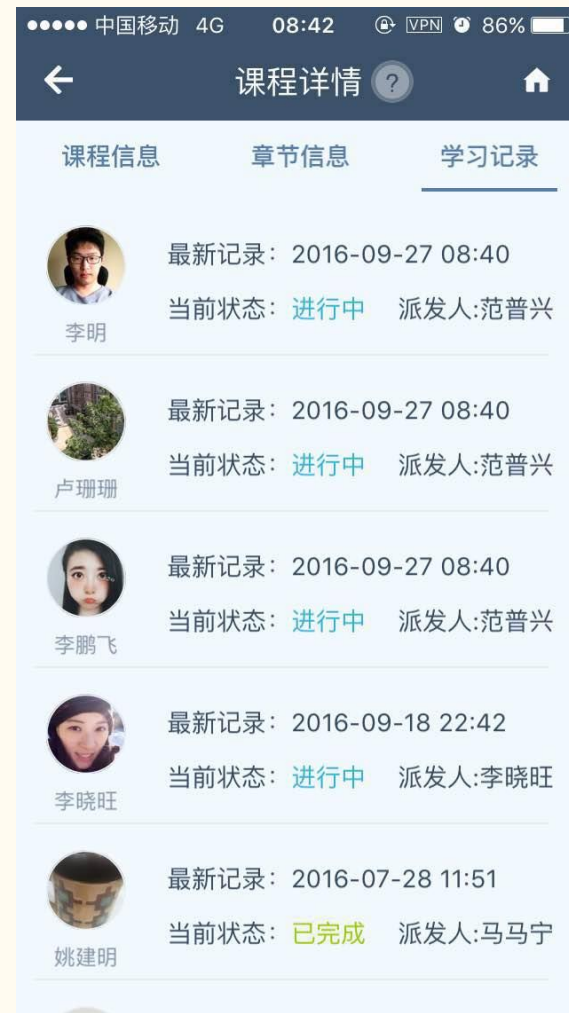 中国移动 4G 08:42 VPN 86%
课程详情 ?
课程信息 章节信息 学习记录
最新记录：2016-09-27 08:40
当前状态：进行中 派发人:范普兴
李明
最新记录：2016-09-27 08:40
当前状态：进行中 派发人:范普兴
卢珊珊
最新记录：2016-09-27 08:40
当前状态：进行中 派发人:范普兴
李鹏飞
最新记录：2016-09-18 22:42
当前状态：进行中 派发人:李晓旺
李晓旺
最新记录：2016-07-28 11:51
当前状态：已完成 派发人:马马宁
姚建明